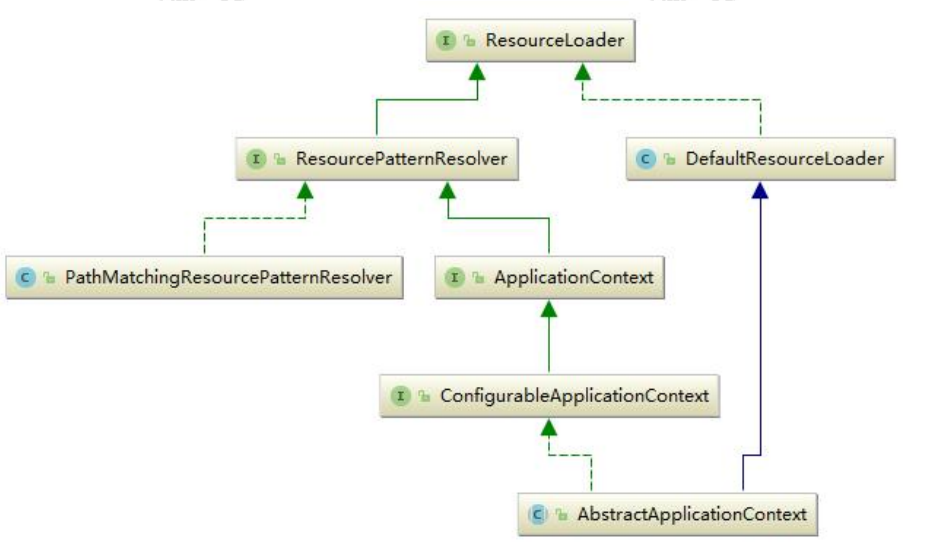 I ResourceLoader
I ResourcePatternResolver
C DefaultResourceLoader
C PathMatchingResourcePatternResolver
I ApplicationContext
I ConfigurableApplicationContext
C AbstractApplicationContext